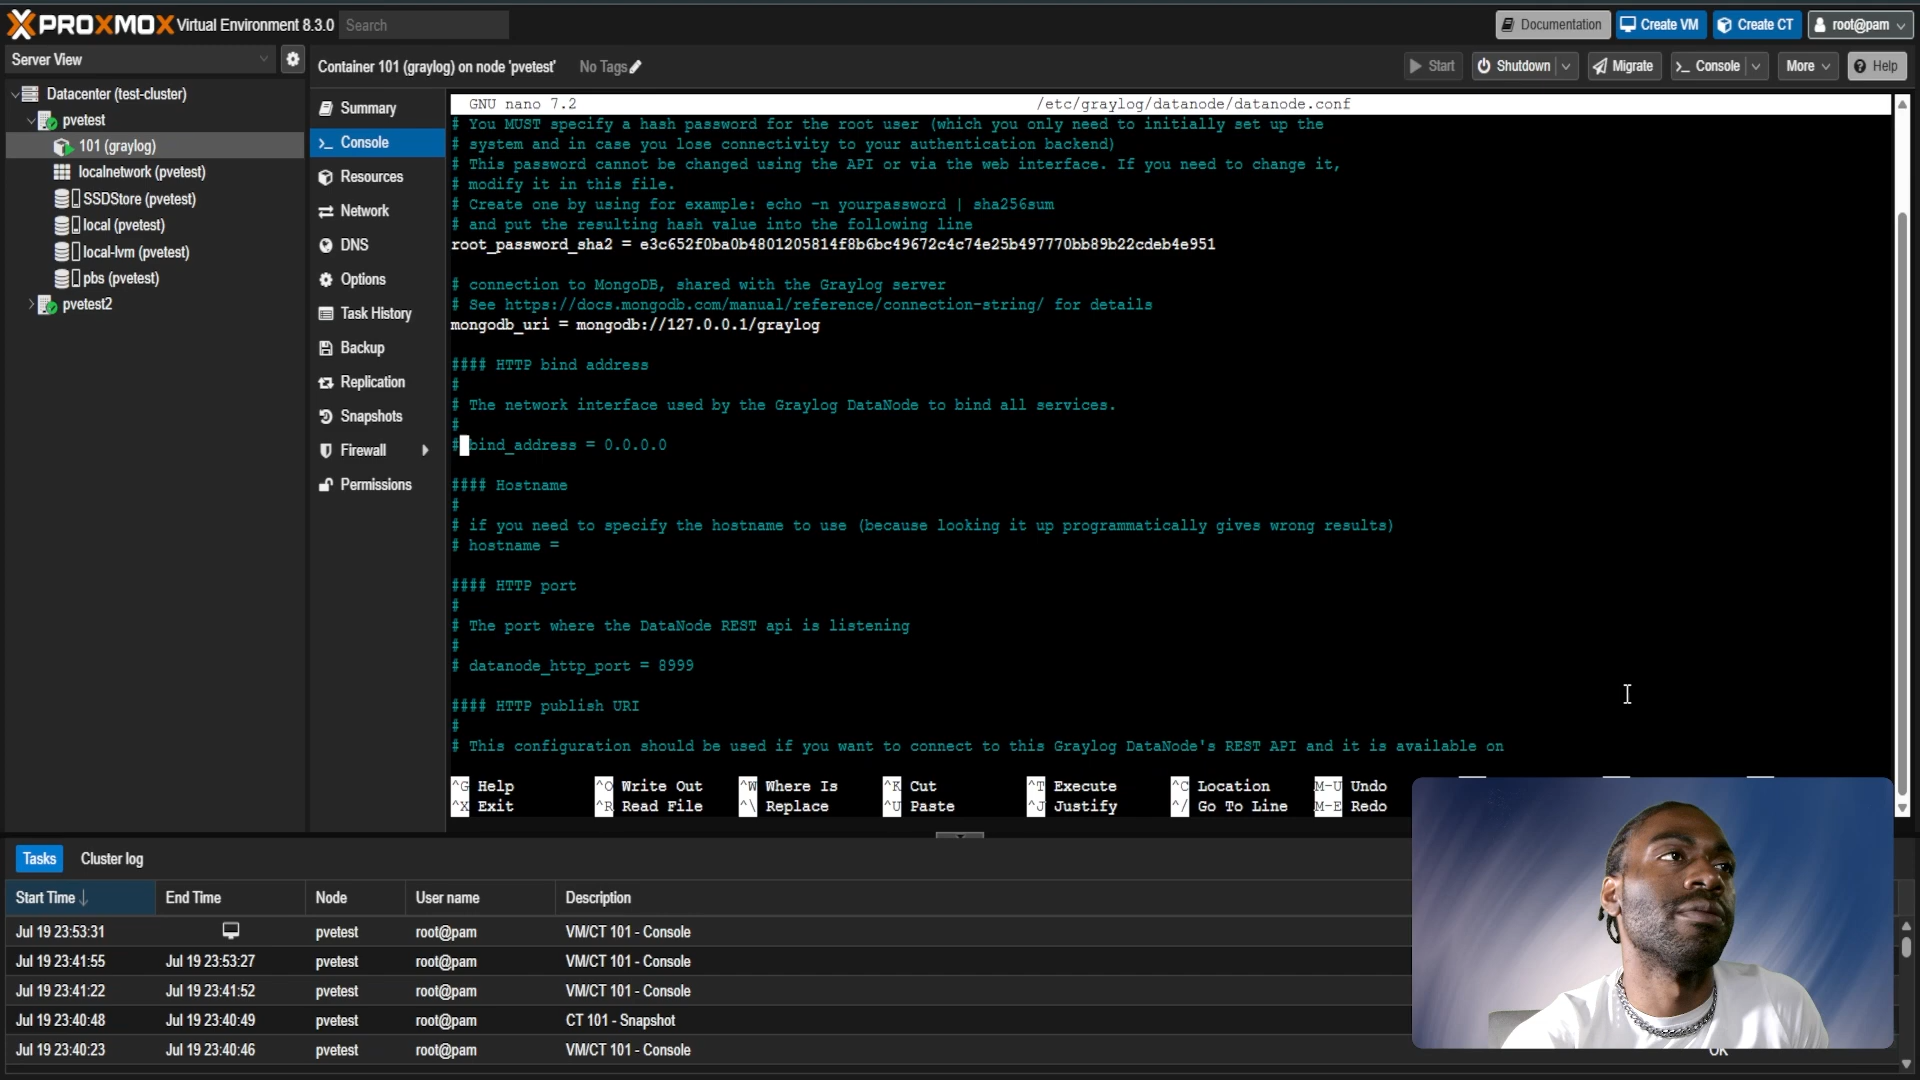 PROXMOX Virtual Environment 8.3.0
Search
Documentation
Create VM
Create CT
root@pam
Server View
Container 101 (graylog) on node 'pvetest'
No Tags
Start
Shutdown
Migrate
Console
More
Help
Datacenter (test-cluster)
pvetest
101 (graylog)
localnetwork (pvetest)
SSDStore (pvetest)
local (pvetest)
local-lvm (pvetest)
pbs (pvetest)
pvetest2
Summary
Console
Resources
Network
DNS
Options
Task History
Backup
Replication
Snapshots
Firewall
Permissions
GNU nano 7.2 /etc/graylog/datanode/datanode.conf
# You MUST specify a hash password for the root user (which you only need to initially set up the
# system and in case you lose connectivity to your authentication backend)
# This password cannot be changed using the API or via the web interface. If you need to change it,
# modify it in this file.
# Create one by using for example: echo -n yourpassword | sha256sum
# and put the resulting hash value into the following line
root_password_sha2 = e3c652f0ba0b4801205814f8b6bc49672c4c74e25b497770bb89b22cdeb4e951
# connection to MongoDB, shared with the Graylog server
# See https://docs.mongodb.com/manual/reference/connection-string/ for details
mongodb_uri = mongodb://127.0.0.1/graylog
#### HTTP bind address
#
# The network interface used by the Graylog DataNode to bind all services.
#
# bind_address = 0.0.0.0
#### Hostname
#
# if you need to specify the hostname to use (because looking it up programmatically gives wrong results)
# hostname =
#### HTTP port
#
# The port where the DataNode REST api is listening
#
# datanode_http_port = 8999
#### HTTP publish URI
#
# This configuration should be used if you want to connect to this Graylog DataNode's REST API and it is available on
^G Help ^O Write Out ^W Where Is ^K Cut ^T Execute ^C Location M-U Undo
^X Exit ^R Read File ^\ Replace ^U Paste ^J Justify ^/ Go To Line M-E Redo
Tasks
Cluster log
Start Time End Time Node User name Description
Jul 19 23:53:31 pvetest root@pam VM/CT 101 - Console
Jul 19 23:41:55 Jul 19 23:53:27 pvetest root@pam VM/CT 101 - Console
Jul 19 23:41:22 Jul 19 23:41:52 pvetest root@pam VM/CT 101 - Console
Jul 19 23:40:48 Jul 19 23:40:49 pvetest root@pam CT 101 - Snapshot
Jul 19 23:40:23 Jul 19 23:40:46 pvetest root@pam VM/CT 101 - Console
OK